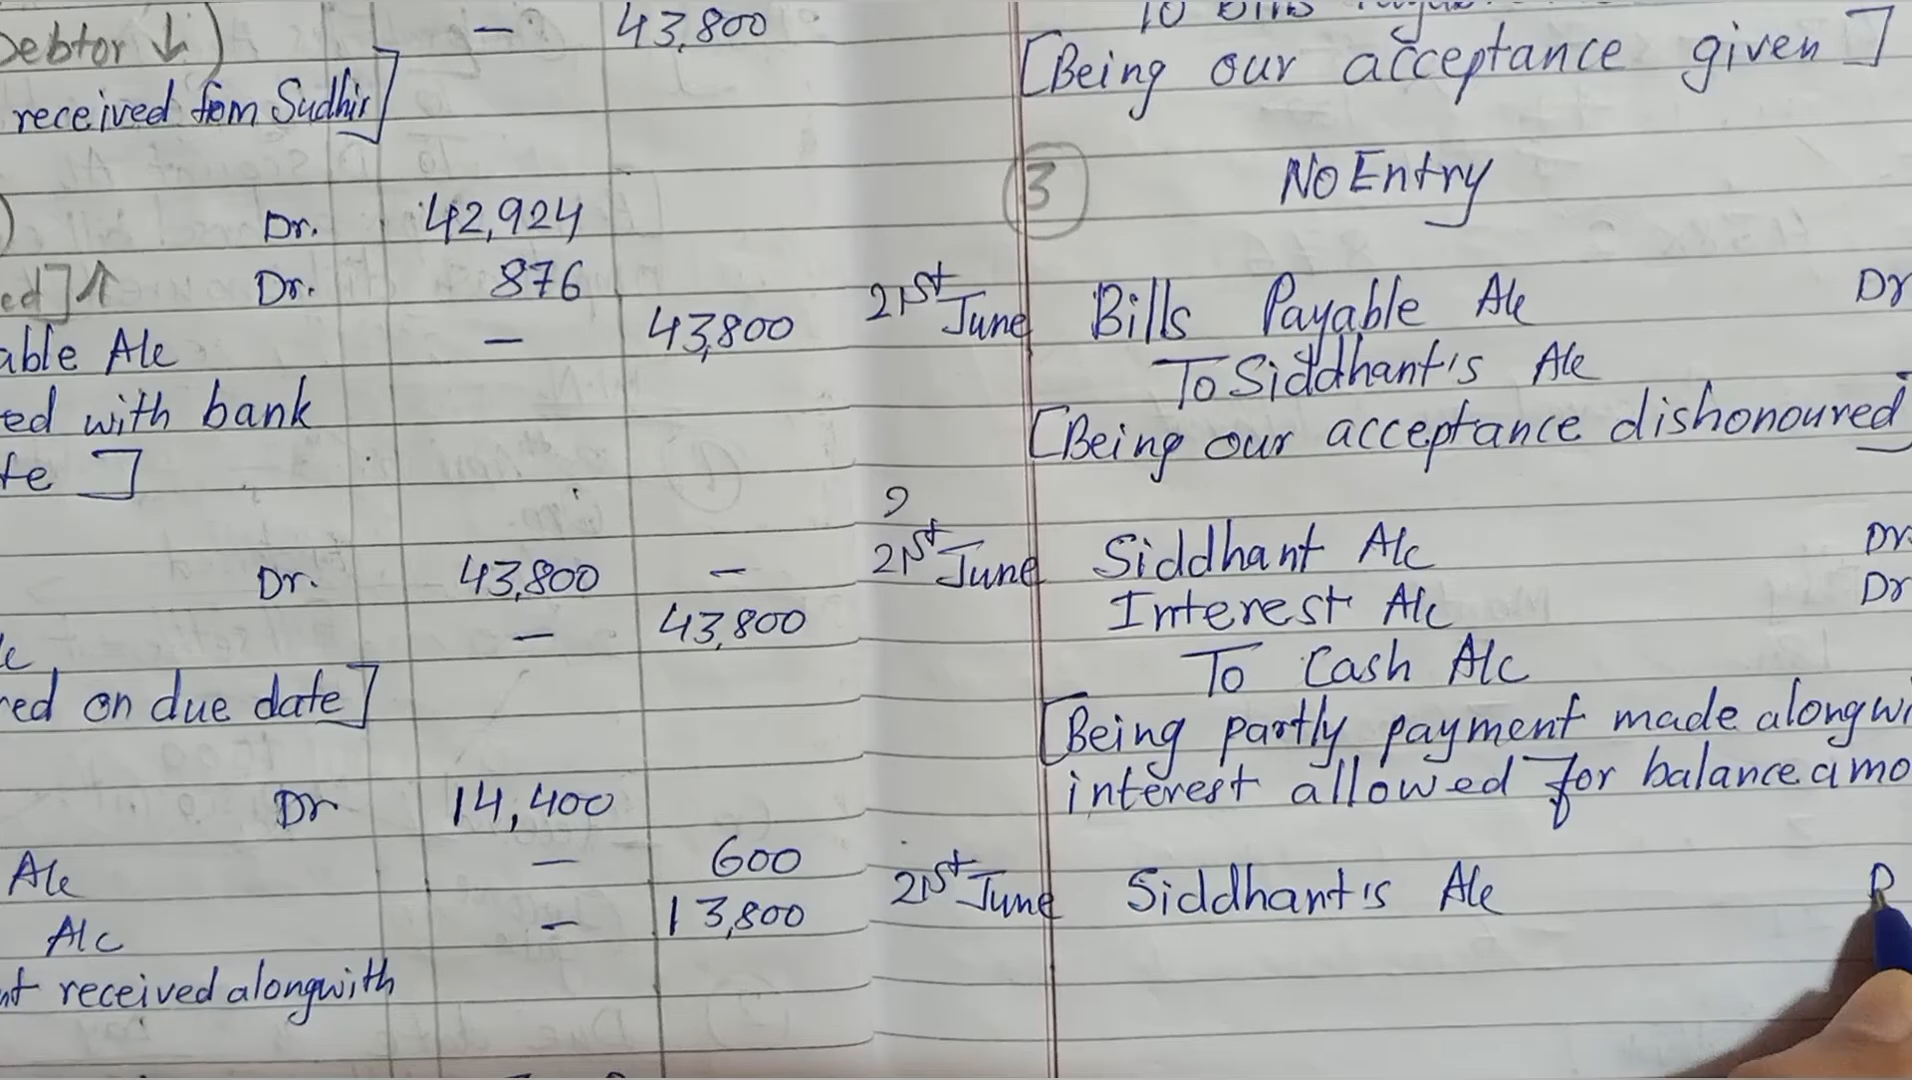 Debtor ↓) — 43,800
received fom Sudhir]
Dr. 42,924
ed]↑ Dr. 876
able A/c — 43,800
ed with bank
te ]
Dr. 43,800 —
— 43,800
red on due date]
Dr 14,400
A/c — 600
A/c — 13,800
nt received alongwith
To Bills
[Being our acceptance given]
3 No Entry
21st June Bills Payable A/c Dr
To Siddhant's A/c
[Being our acceptance dishonoured]
21st June Siddhant A/c Dr.
Interest A/c Dr
To Cash A/c
[Being partly payment made alongwi
interest allowed for balance amo
21st June Siddhant's A/c D